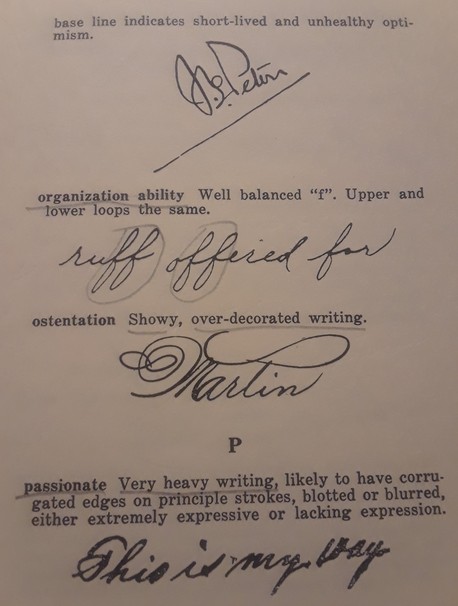 base line indicates short-lived and unhealthy opti-
mism.
organization ability Well balanced "f". Upper and
lower loops the same.
ruff offered for
ostentation Showy, over-decorated writing.
Martin
P
passionate Very heavy writing, likely to have corru-
gated edges on principle strokes, blotted or blurred,
either extremely expressive or lacking expression.
This is my way